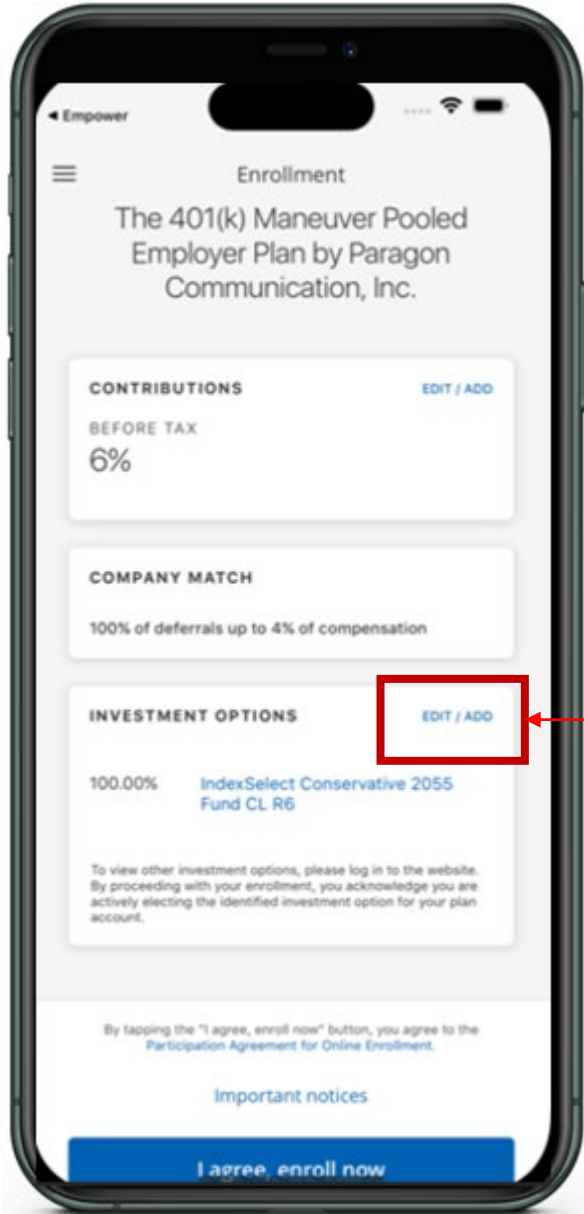 ◄ Empower
Enrollment
The 401(k) Maneuver Pooled
Employer Plan by Paragon
Communication, Inc.
CONTRIBUTIONS EDIT / ADD
BEFORE TAX
6%
COMPANY MATCH
100% of deferrals up to 4% of compensation
INVESTMENT OPTIONS EDIT / ADD
100.00% IndexSelect Conservative 2055
Fund CL R6
To view other investment options, please log in to the website.
By proceeding with your enrollment, you acknowledge you are
actively electing the identified investment option for your plan
account.
By tapping the "I agree, enroll now" button, you agree to the
Participation Agreement for Online Enrollment.
Important notices
I agree, enroll now